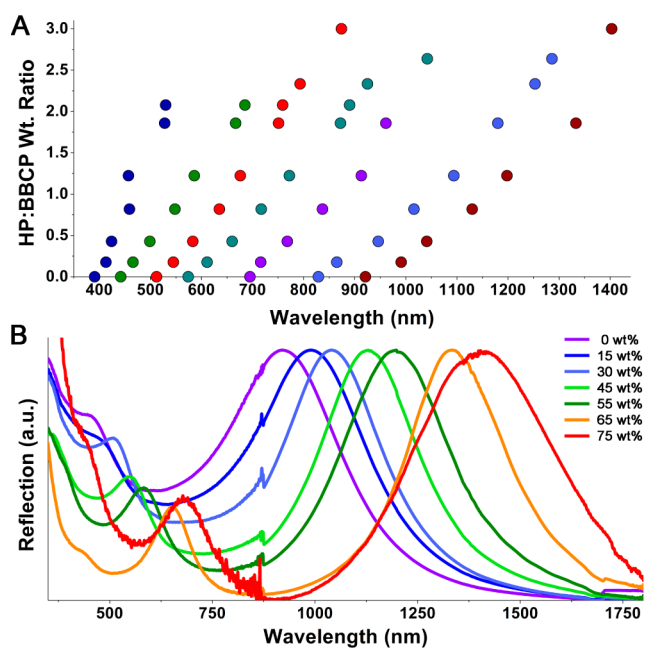 A
HP:BBCP Wt. Ratio
3.0
2.5
2.0
1.5
1.0
0.5
0.0
400 500 600 700 800 900 1000 1100 1200 1300 1400
Wavelength (nm)
B
Reflection (a.u.)
0 wt%
15 wt%
30 wt%
45 wt%
55 wt%
65 wt%
75 wt%
500 750 1000 1250 1500 1750
Wavelength (nm)